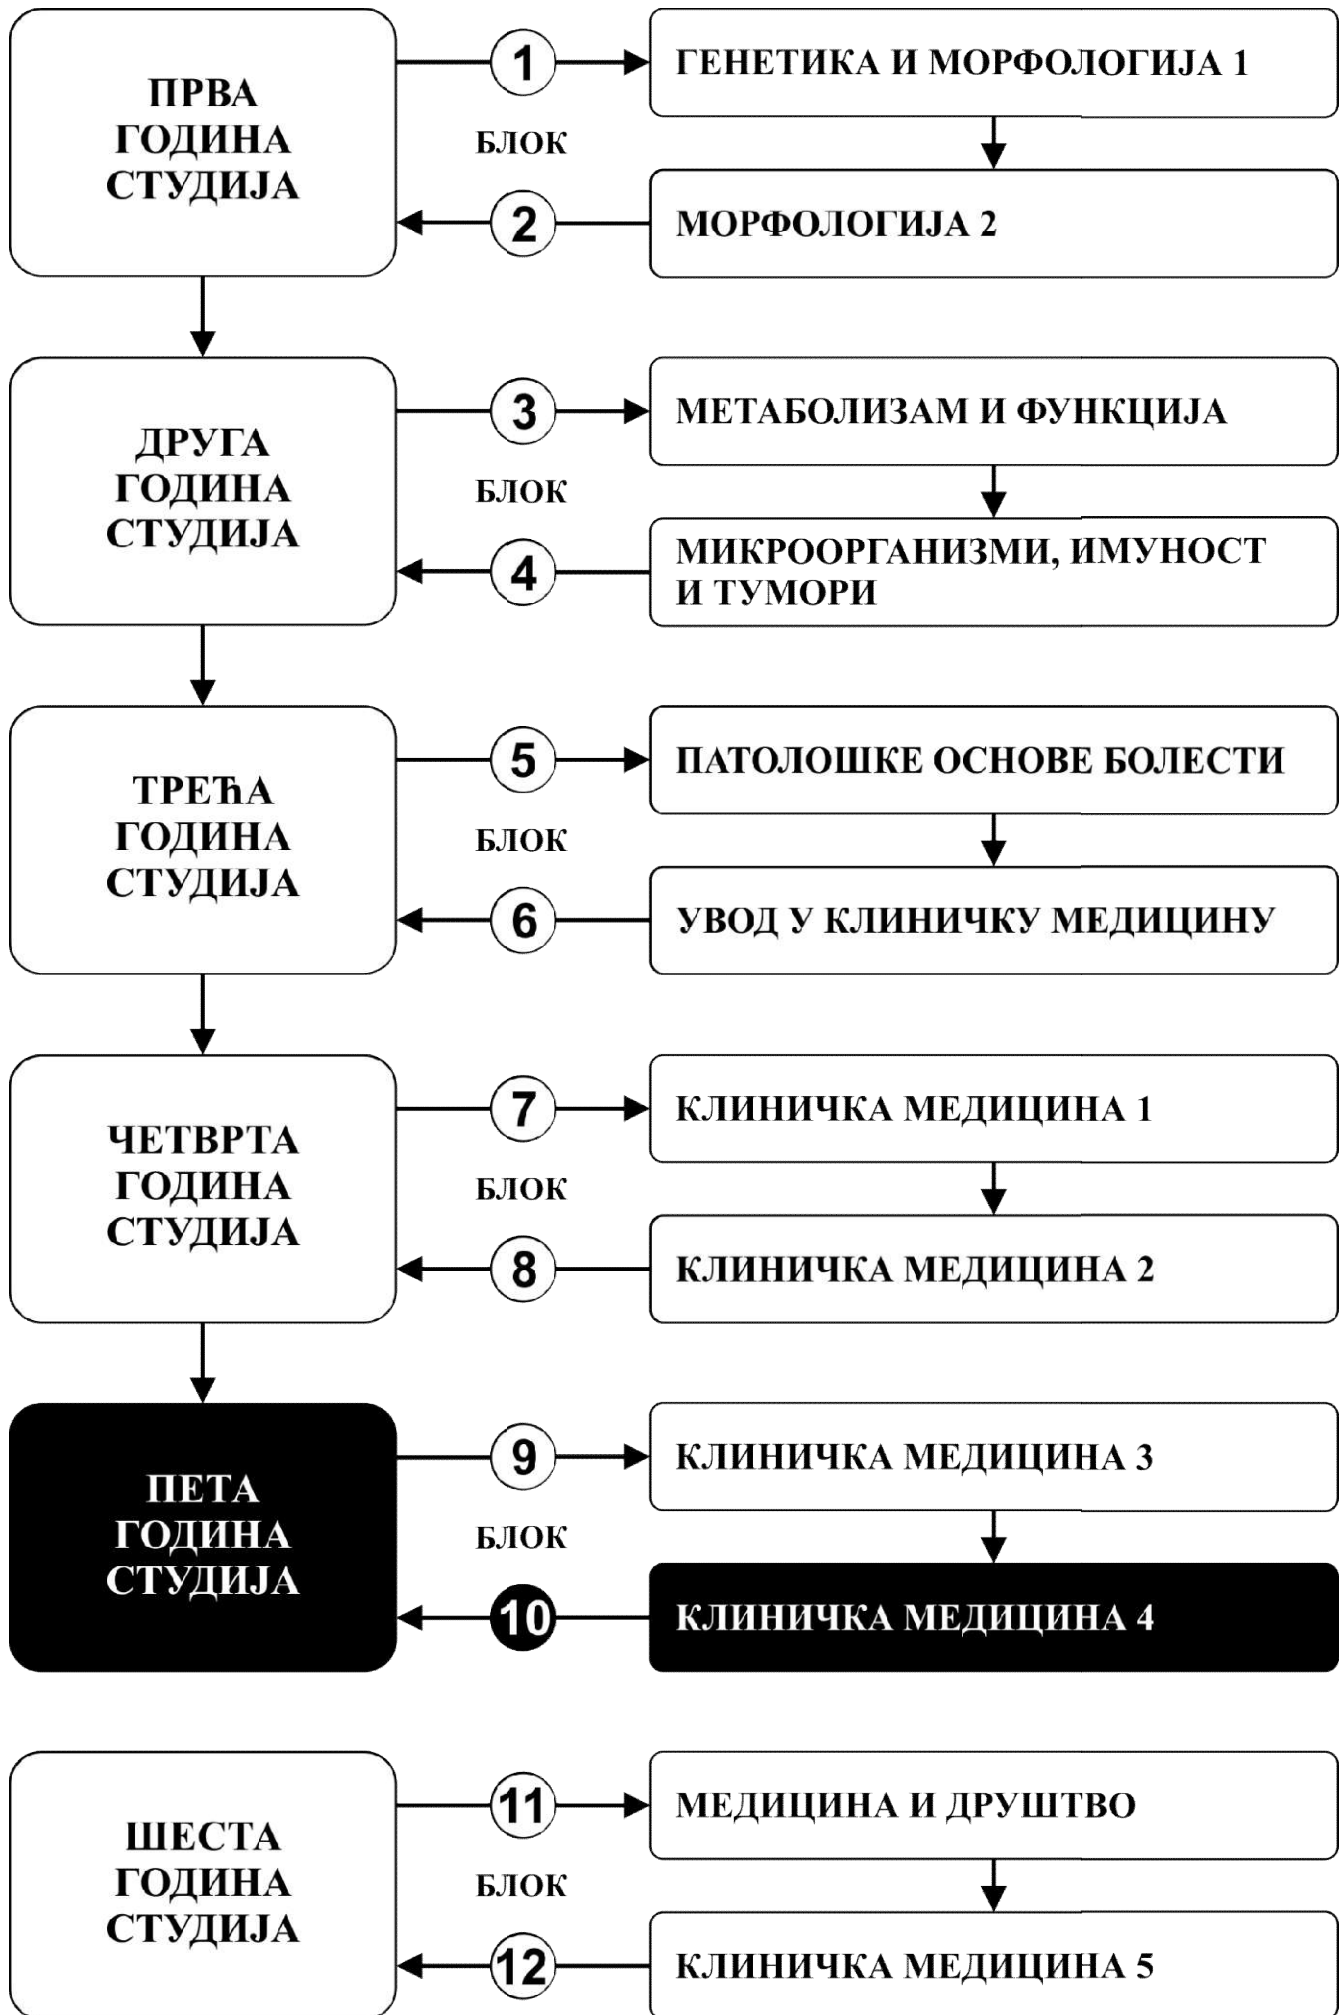 ПРВА
ГОДИНА
СТУДИЈА
1
БЛОК
2
ГЕНЕТИКА И МОРФОЛОГИЈА 1
МОРФОЛОГИЈА 2
ДРУГА
ГОДИНА
СТУДИЈА
3
БЛОК
4
МЕТАБОЛИЗАМ И ФУНКЦИЈА
МИКРООРГАНИЗМИ, ИМУНОСТ
И ТУМОРИ
ТРЕЋА
ГОДИНА
СТУДИЈА
5
БЛОК
6
ПАТОЛОШКЕ ОСНОВЕ БОЛЕСТИ
УВОД У КЛИНИЧКУ МЕДИЦИНУ
ЧЕТВРТА
ГОДИНА
СТУДИЈА
7
БЛОК
8
КЛИНИЧКА МЕДИЦИНА 1
КЛИНИЧКА МЕДИЦИНА 2
ПЕТА
ГОДИНА
СТУДИЈА
9
БЛОК
10
КЛИНИЧКА МЕДИЦИНА 3
КЛИНИЧКА МЕДИЦИНА 4
ШЕСТА
ГОДИНА
СТУДИЈА
11
БЛОК
12
МЕДИЦИНА И ДРУШТВО
КЛИНИЧКА МЕДИЦИНА 5